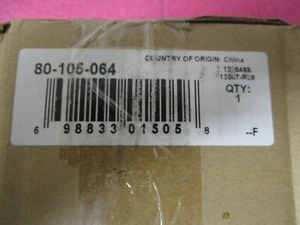 COUNTRY OF ORIGIN: China
80-105-064
QTY:
1
6 98833 01505 8 --F